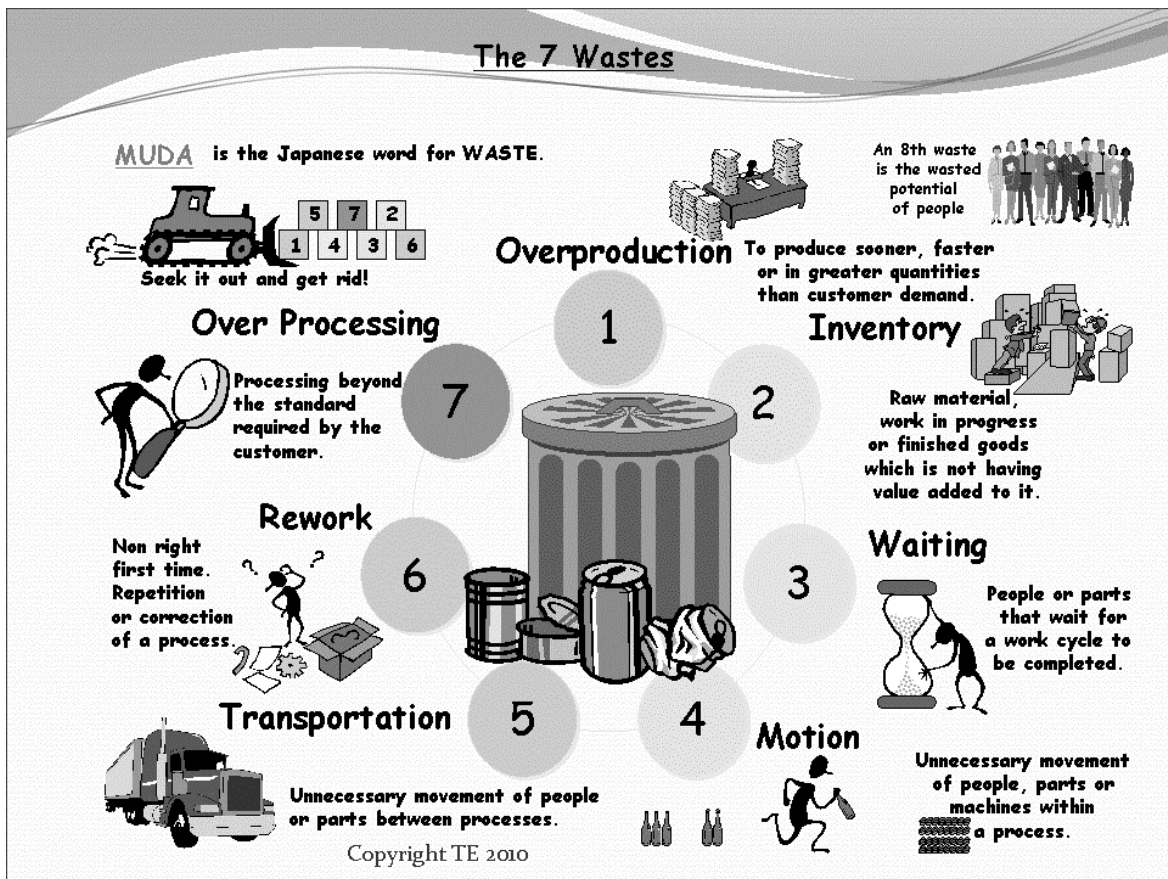 The 7 Wastes
MUDA is the Japanese word for WASTE.
5 7 2
1 4 3 6
Seek it out and get rid!
An 8th waste
is the wasted
potential
of people
Overproduction
To produce sooner, faster
or in greater quantities
than customer demand.
1
Inventory
2
Raw material,
work in progress
or finished goods
which is not having
value added to it.
Waiting
3
People or parts
that wait for
a work cycle to
be completed.
Motion
4
Unnecessary movement
of people, parts or
machines within
a process.
Transportation
5
Unnecessary movement of people
or parts between processes.
Rework
6
Non right
first time.
Repetition
or correction
of a process.
? ?
Over Processing
7
Processing beyond
the standard
required by the
customer.
Copyright TE 2010